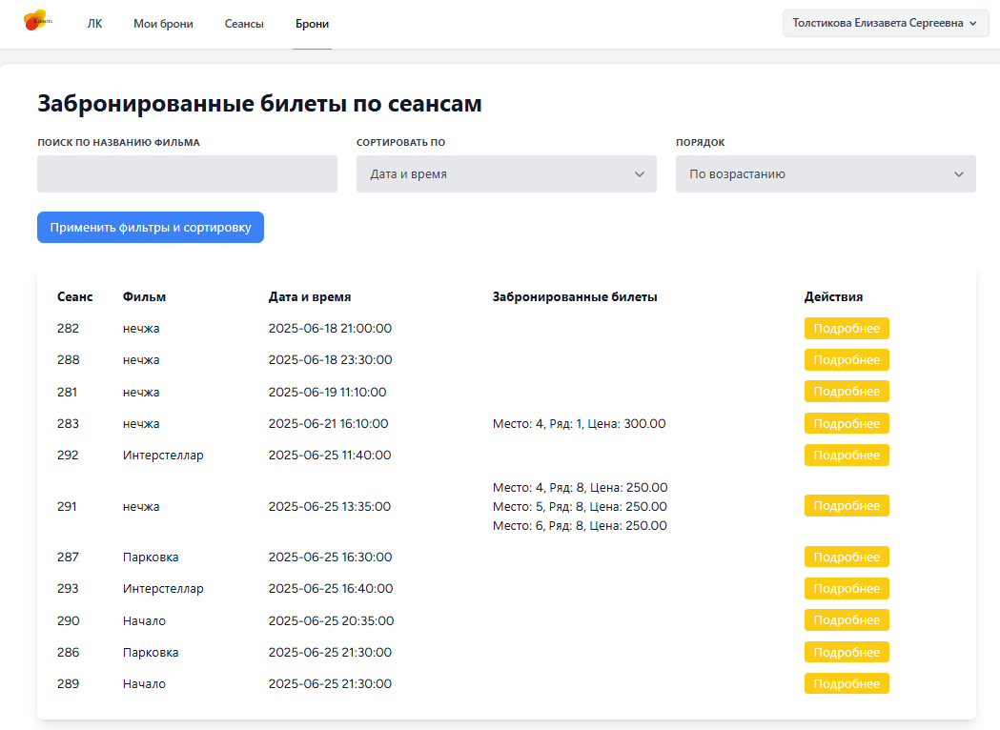 ЛК Мои брони Сеансы Брони Толстикова Елизавета Сергеевна
Забронированные билеты по сеансам
ПОИСК ПО НАЗВАНИЮ ФИЛЬМА СОРТИРОВАТЬ ПО ПОРЯДОК
Дата и время По возрастанию
Применить фильтры и сортировку
Сеанс Фильм Дата и время Забронированные билеты Действия
282 нечжа 2025-06-18 21:00:00 Подробнее
288 нечжа 2025-06-18 23:30:00 Подробнее
281 нечжа 2025-06-19 11:10:00 Подробнее
283 нечжа 2025-06-21 16:10:00 Место: 4, Ряд: 1, Цена: 300.00 Подробнее
292 Интерстеллар 2025-06-25 11:40:00 Подробнее
Место: 4, Ряд: 8, Цена: 250.00
291 нечжа 2025-06-25 13:35:00 Место: 5, Ряд: 8, Цена: 250.00 Подробнее
Место: 6, Ряд: 8, Цена: 250.00
287 Парковка 2025-06-25 16:30:00 Подробнее
293 Интерстеллар 2025-06-25 16:40:00 Подробнее
290 Начало 2025-06-25 20:35:00 Подробнее
286 Парковка 2025-06-25 21:30:00 Подробнее
289 Начало 2025-06-25 21:30:00 Подробнее